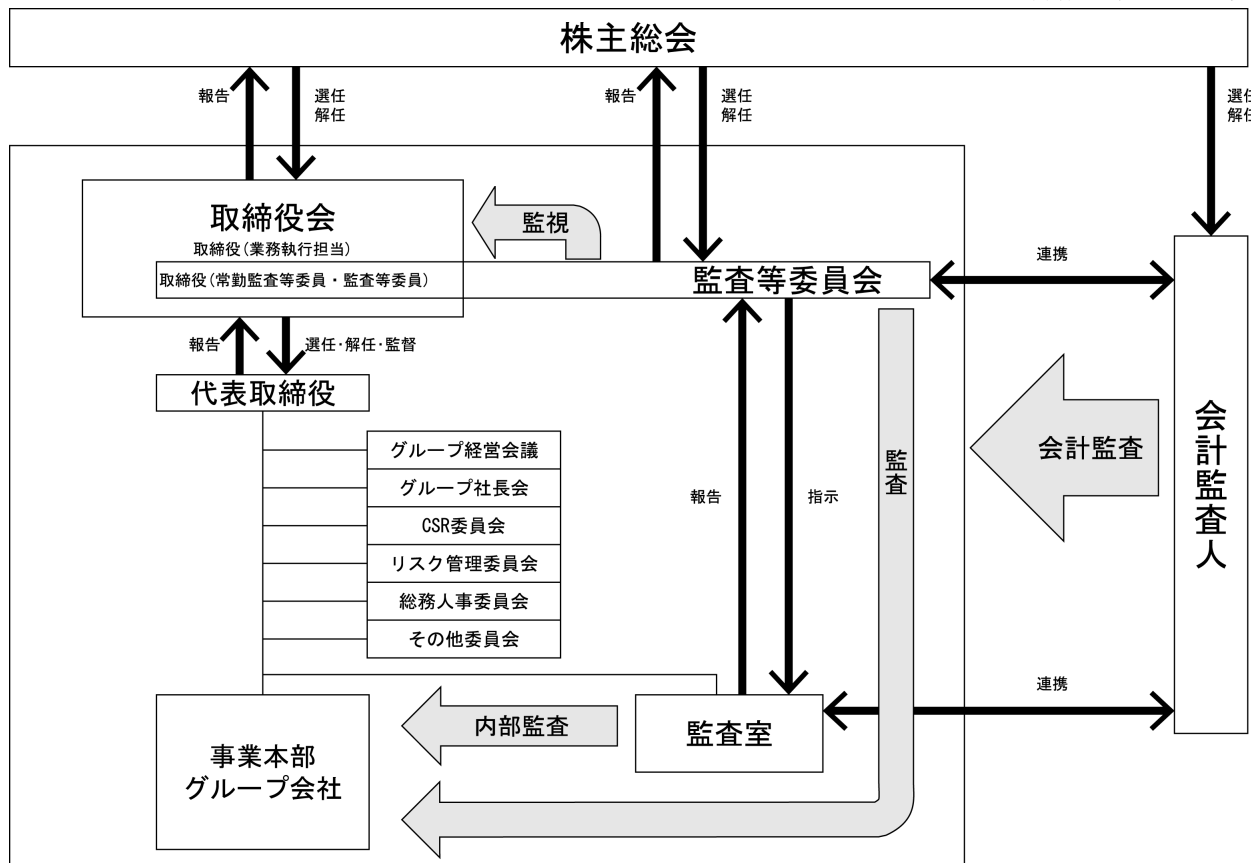 株主総会
報告
選任
解任
報告
選任
解任
選任
解任
取締役会
取締役(業務執行担当)
取締役(常勤監査等委員・監査等委員)
監視
監査等委員会
連携
報告
選任・解任・監督
代表取締役
グループ経営会議
グループ社長会
CSR委員会
リスク管理委員会
総務人事委員会
その他委員会
報告
指示
監査
会計監査
会計監査人
連携
事業本部
グループ会社
内部監査
監査室